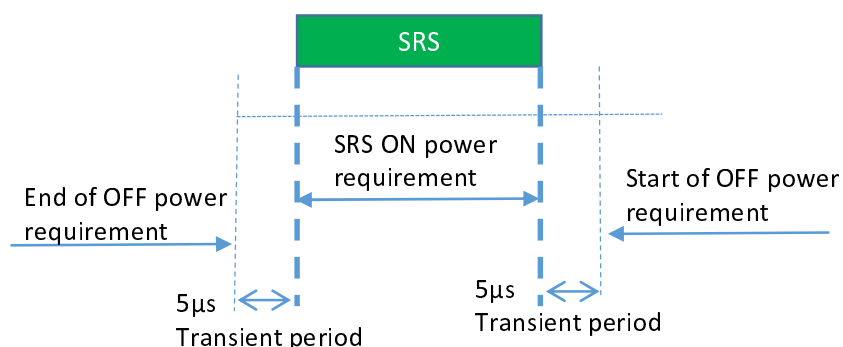 SRS
SRS ON power
requirement
End of OFF power
requirement
Start of OFF power
requirement
5µs
Transient period
5µs
Transient period